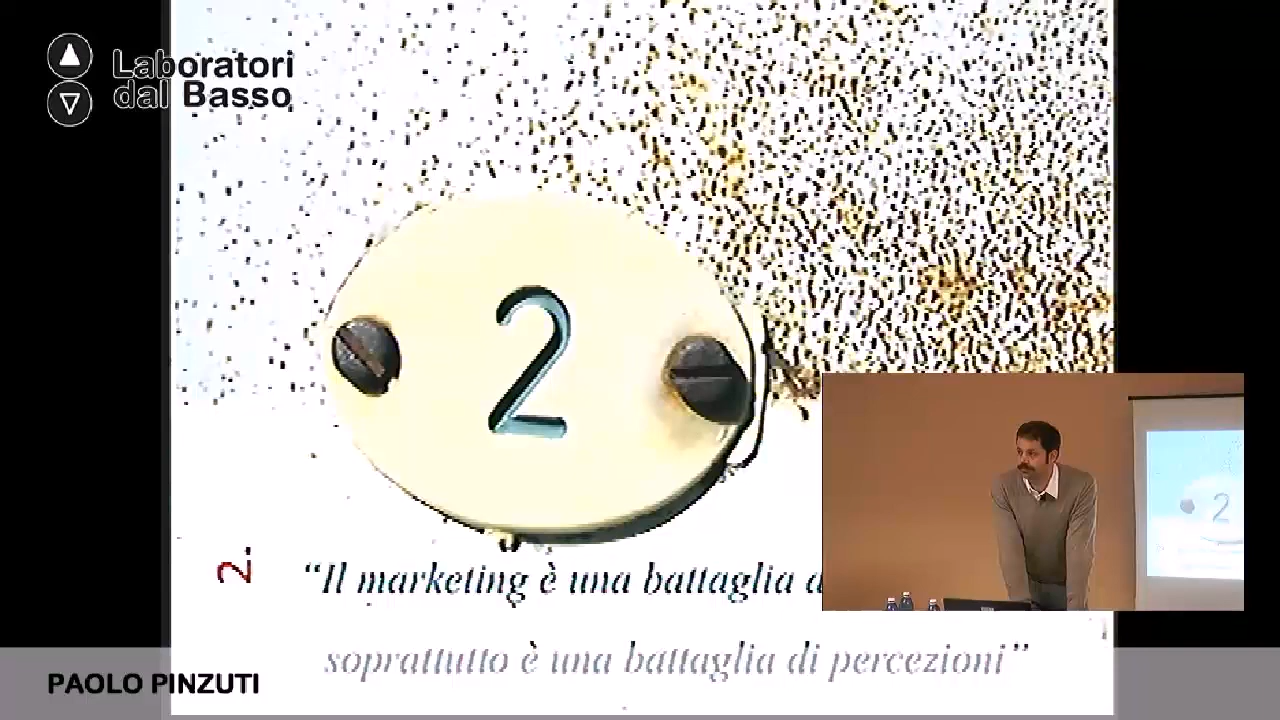 Laboratori
dal Basso
2
2
2. "Il marketing è una battaglia
soprattutto è una battaglia di percezioni"
PAOLO PINZUTI